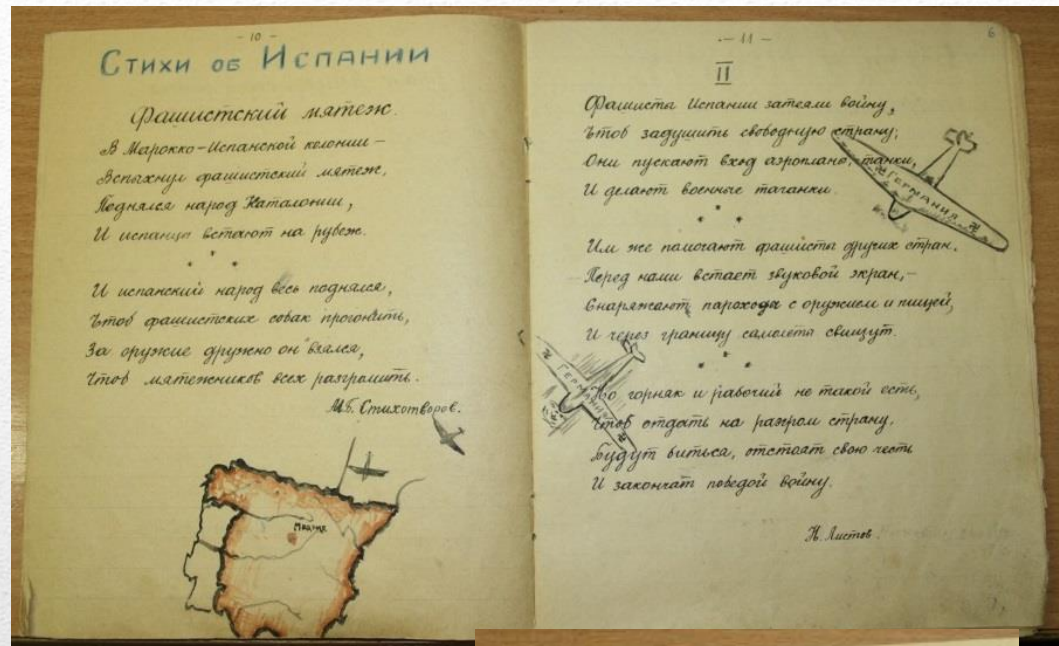 - 10 -
Стихи об Испании
Фашистский мятеж.
В Марокко-Испанской колонии —
Вспыхнул фашистский мятеж,
Поднялся народ Каталонии,
И испанцы встают на рубеж.
* * *
И испанский народ весь поднялся,
Чтоб фашистских собак прогонить,
За оружие дружно он взялся,
Чтоб мятежников всех разгромить.
М.Б. Стихотворов.
Мадрид
- 11 -
6
II
Фашисты Испании затеяли войну,
Чтоб задушить свободную страну;
Они пускают вход аэроплано, танки,
И делают военные таганки.
* * *
Им же помогают фашисты других стран.
Перед нами встает звуковой экран,—
Снаряжают пароходы с оружием и пищей,
И через границу самолеты свищут.
* * *
Но горняк и рабочий не такой есть,
Чтоб отдать на разгром страну.
Будут биться, отстоят свою честь
И закончат победой войну.
Н. Листов.
ГЕРМАНИЯ
ГЕРМАНИЯ